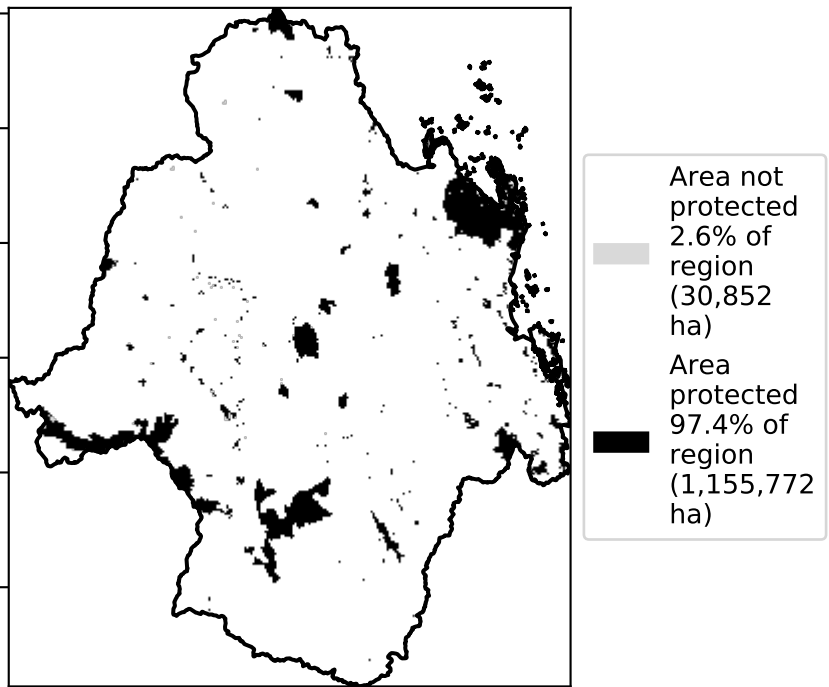 Area not
protected
2.6% of
region
(30,852
ha)
Area
protected
97.4% of
region
(1,155,772
ha)